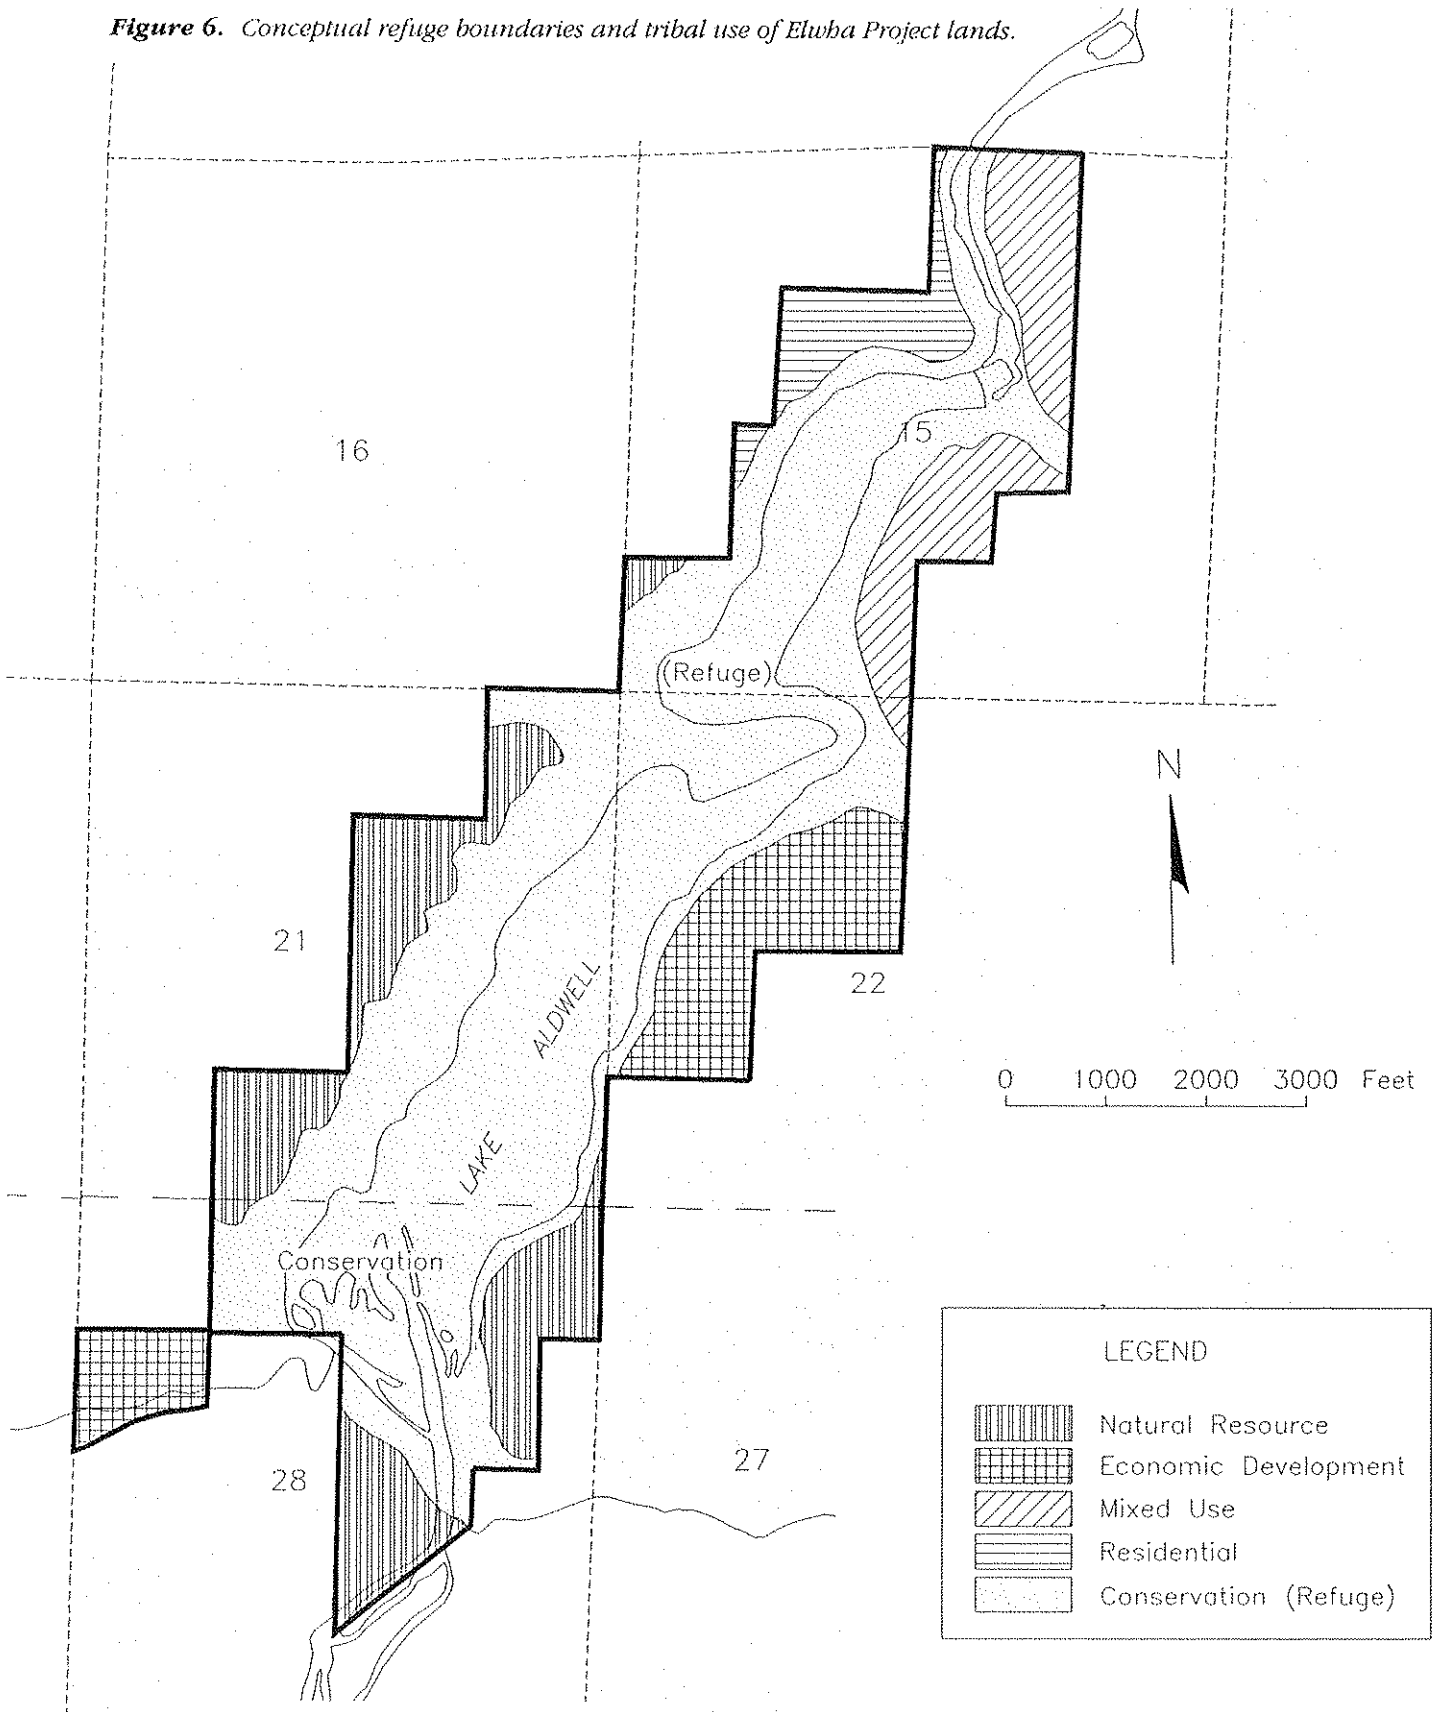 Figure 6. Conceptual refuge boundaries and tribal use of Elwha Project lands.
16
15
(Refuge)
N
21
ALDWELL
22
0 1000 2000 3000 Feet
LAKE
Conservation
LEGEND
Natural Resource
Economic Development
Mixed Use
Residential
Conservation (Refuge)
28
27